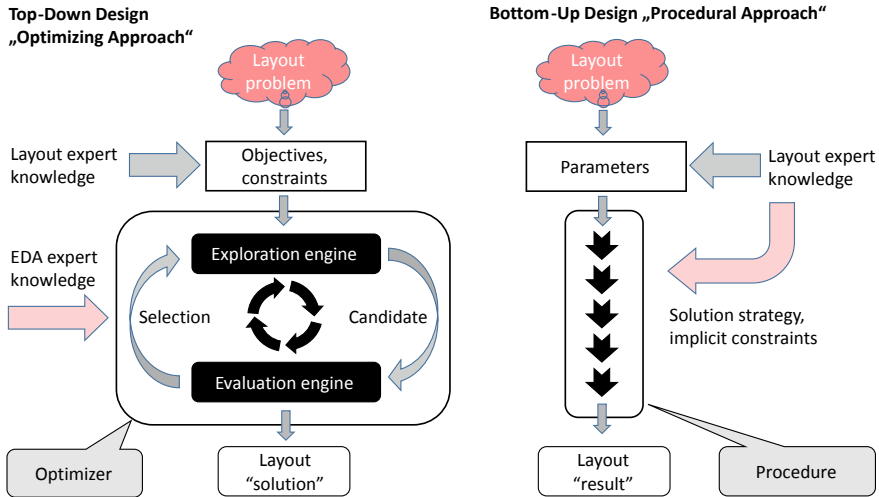 Top-Down Design
„Optimizing Approach“
Layout
problem
Layout expert
knowledge
Objectives,
constraints
EDA expert
knowledge
Exploration engine
Selection
Candidate
Evaluation engine
Optimizer
Layout
“solution”
Bottom-Up Design „Procedural Approach“
Layout
problem
Parameters
Layout expert
knowledge
Solution strategy,
implicit constraints
Layout
“result”
Procedure